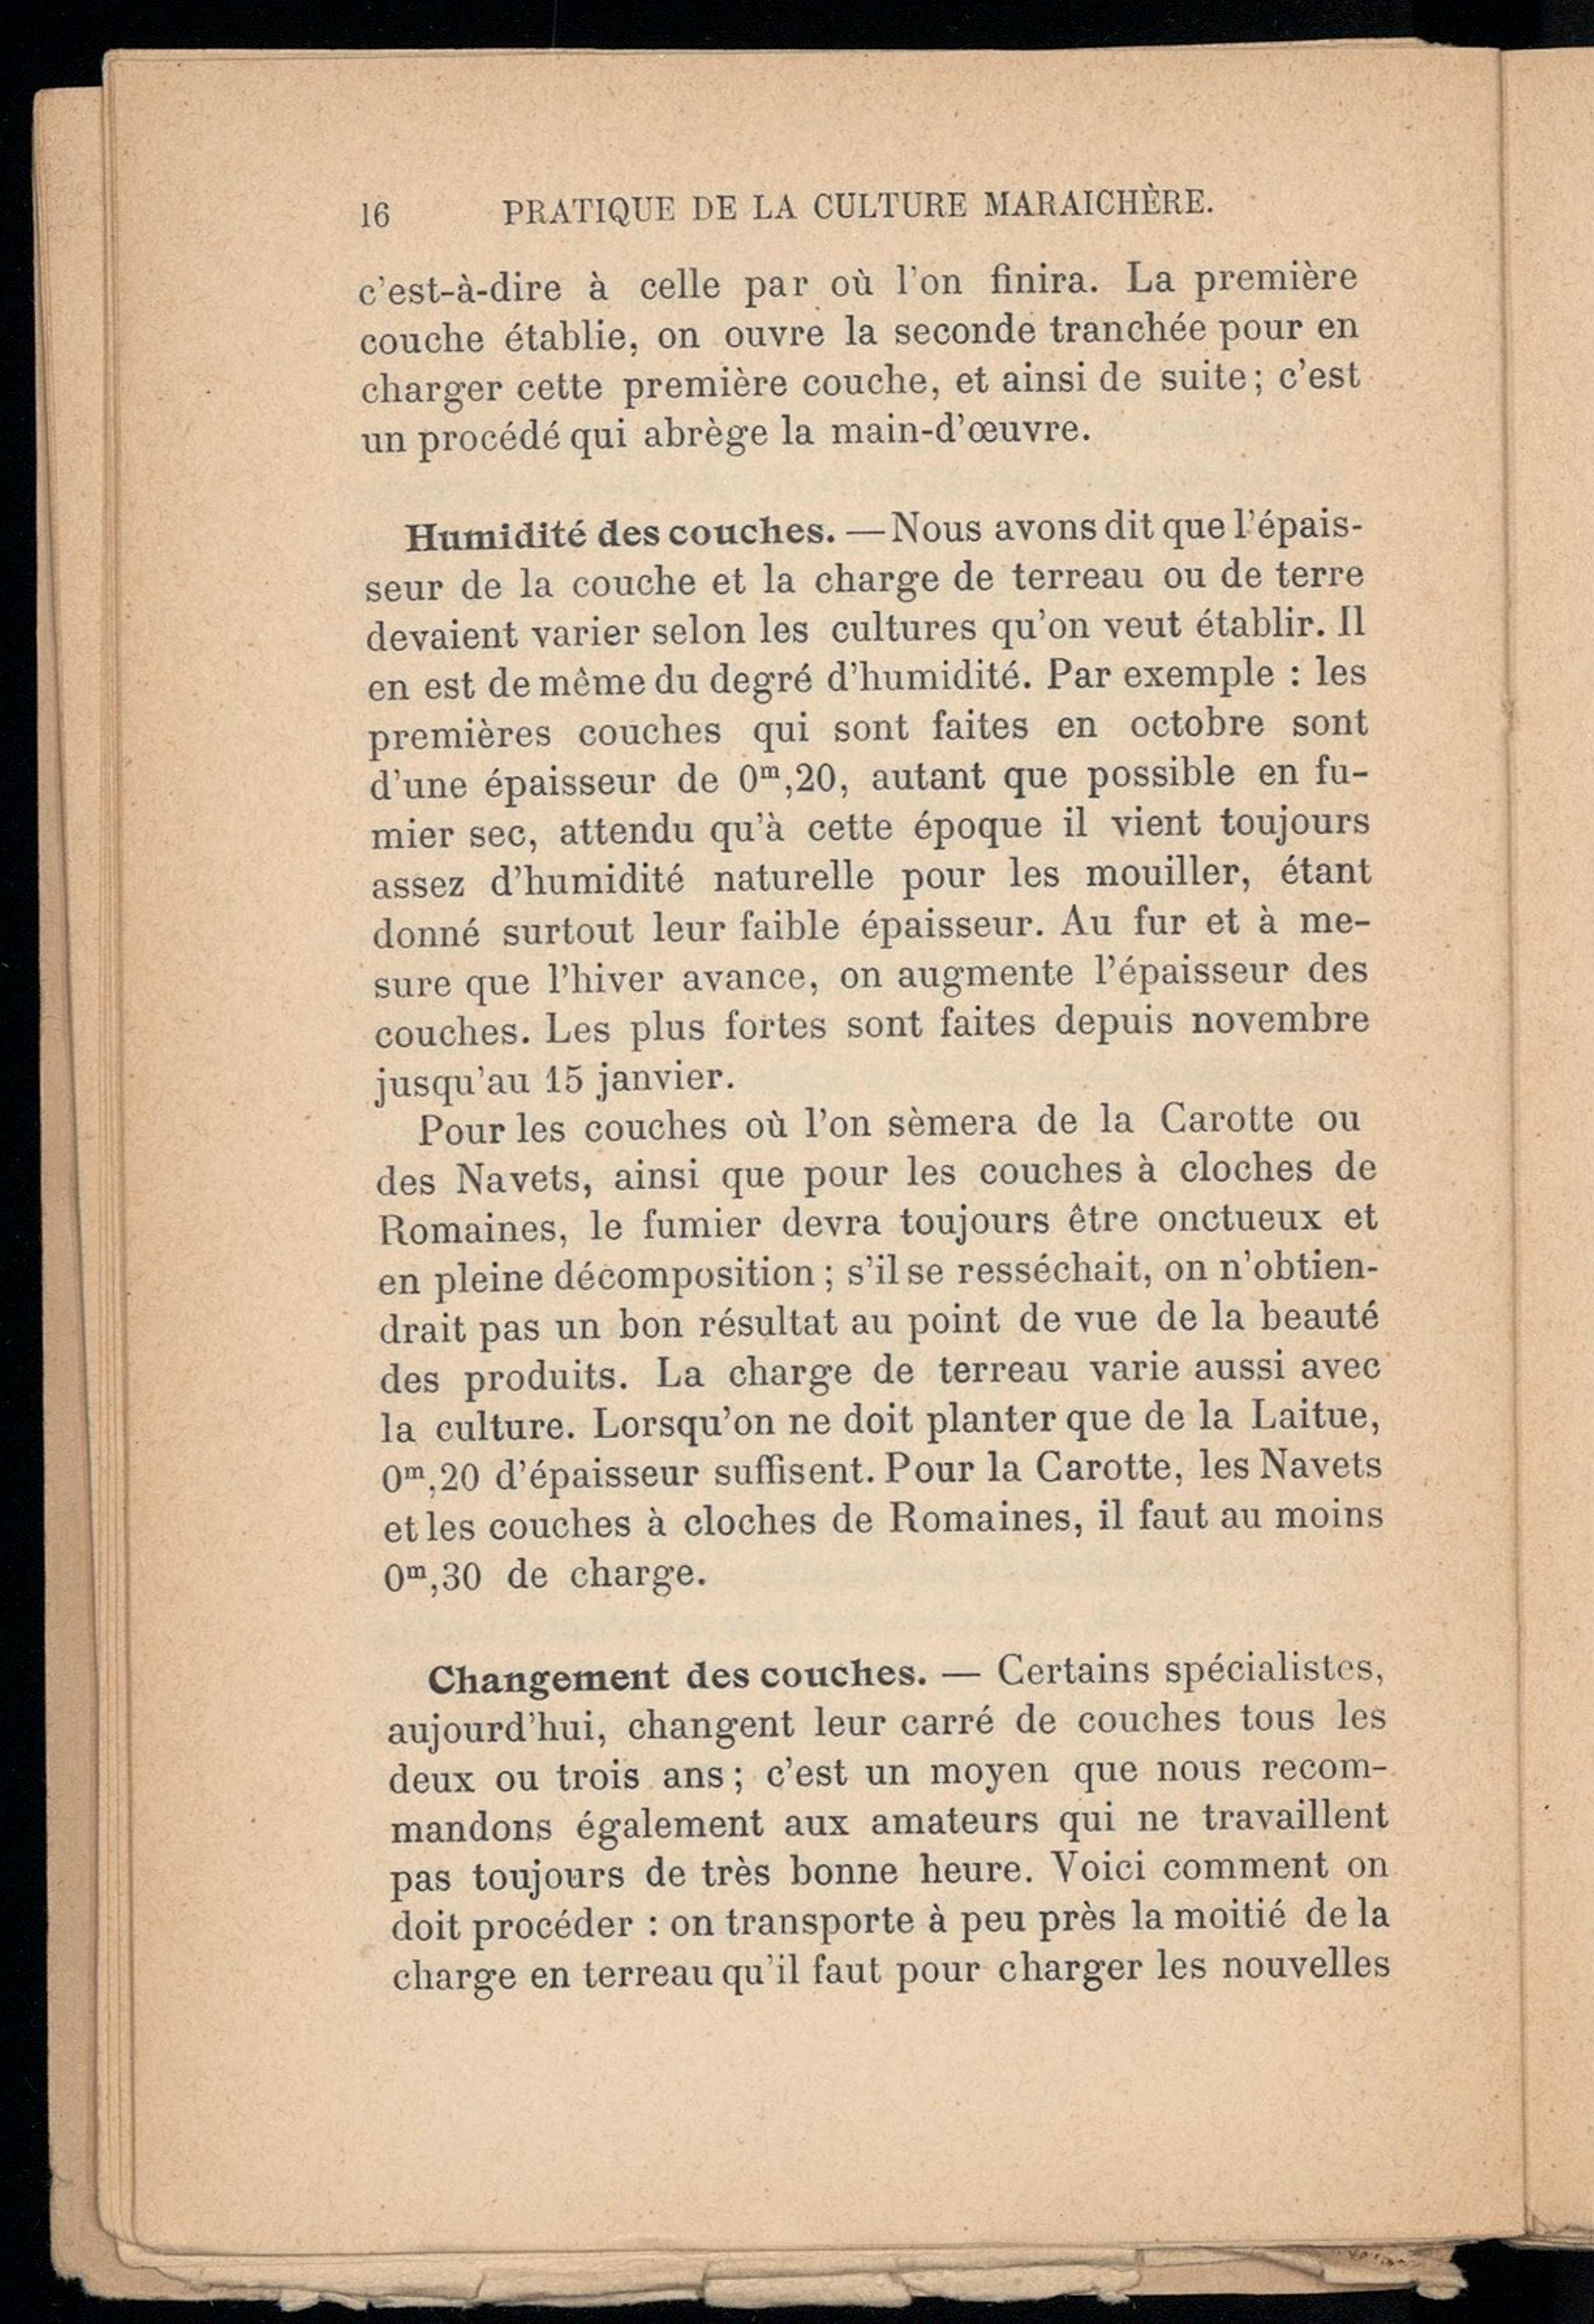 16 PRATIQUE DE LA CULTURE MARAICHÈRE.
c'est-à-dire à celle par où l'on finira. La première
couche établie, on ouvre la seconde tranchée pour en
charger cette première couche, et ainsi de suite; c'est
un procédé qui abrège la main-d'œuvre.
Humidité des couches. — Nous avons dit que l'épais-
seur de la couche et la charge de terreau ou de terre
devaient varier selon les cultures qu'on veut établir. Il
en est de même du degré d'humidité. Par exemple : les
premières couches qui sont faites en octobre sont
d'une épaisseur de 0ᵐ,20, autant que possible en fu-
mier sec, attendu qu'à cette époque il vient toujours
assez d'humidité naturelle pour les mouiller, étant
donné surtout leur faible épaisseur. Au fur et à me-
sure que l'hiver avance, on augmente l'épaisseur des
couches. Les plus fortes sont faites depuis novembre
jusqu'au 15 janvier.
Pour les couches où l'on sèmera de la Carotte ou
des Navets, ainsi que pour les couches à cloches de
Romaines, le fumier devra toujours être onctueux et
en pleine décomposition ; s'il se resséchait, on n'obtien-
drait pas un bon résultat au point de vue de la beauté
des produits. La charge de terreau varie aussi avec
la culture. Lorsqu'on ne doit planter que de la Laitue,
0ᵐ,20 d'épaisseur suffisent. Pour la Carotte, les Navets
et les couches à cloches de Romaines, il faut au moins
0ᵐ,30 de charge.
Changement des couches. — Certains spécialistes,
aujourd'hui, changent leur carré de couches tous les
deux ou trois ans ; c'est un moyen que nous recom-
mandons également aux amateurs qui ne travaillent
pas toujours de très bonne heure. Voici comment on
doit procéder : on transporte à peu près la moitié de la
charge en terreau qu'il faut pour charger les nouvelles